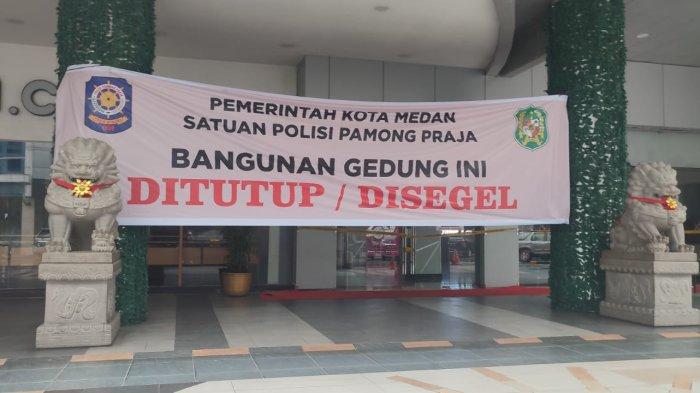 PEMERINTAH KOTA MEDAN
SATUAN POLISI PAMONG PRAJA
BANGUNAN GEDUNG INI
DITUTUP / DISEGEL